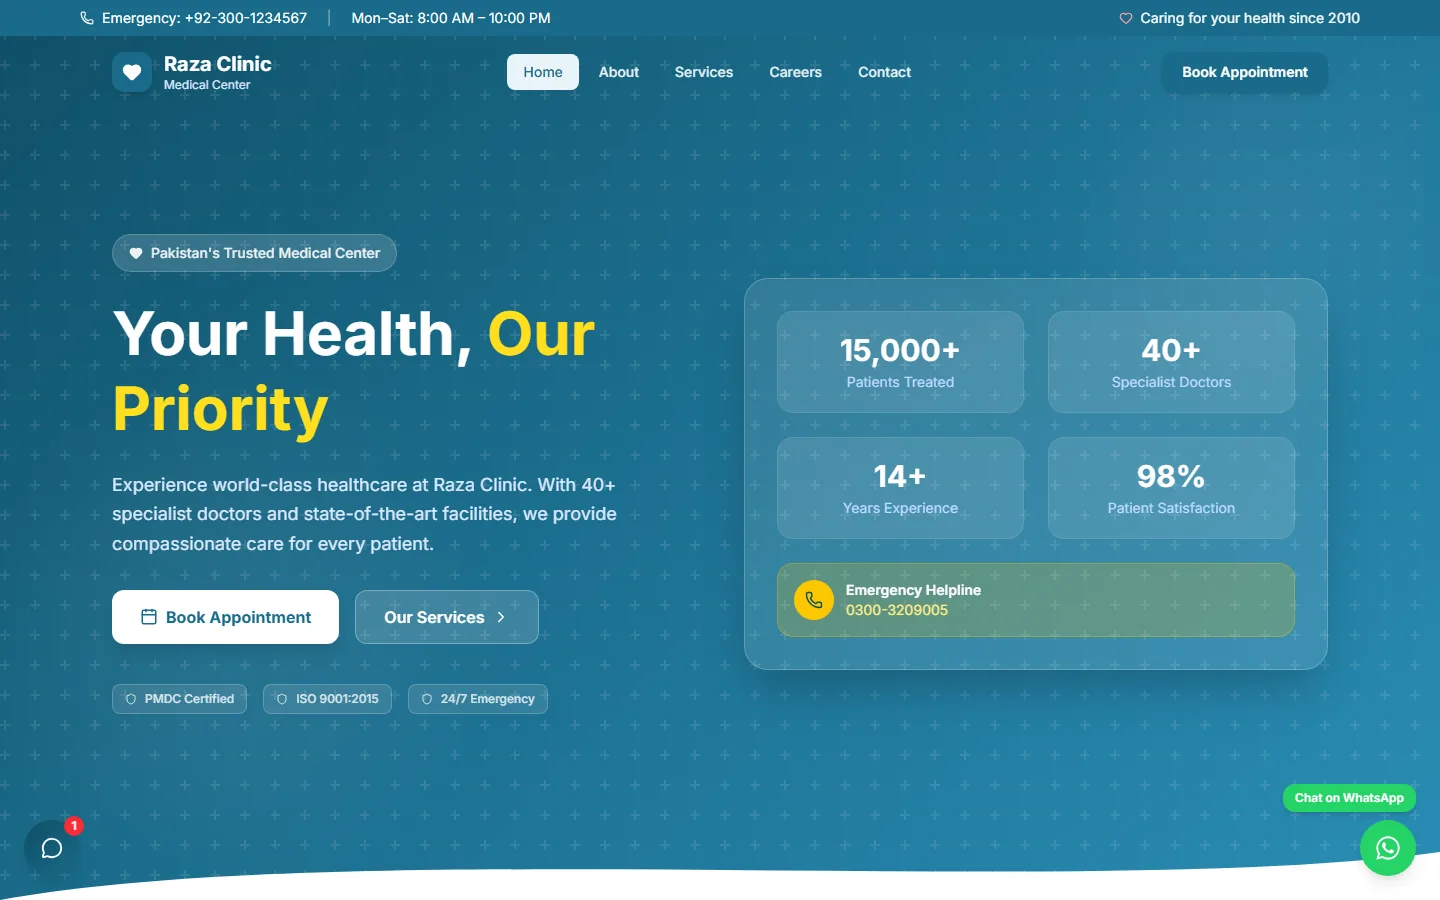 Emergency: +92-300-1234567
Mon–Sat: 8:00 AM – 10:00 PM
Caring for your health since 2010
Raza Clinic
Medical Center
Home
About
Services
Careers
Contact
Book Appointment
Pakistan's Trusted Medical Center
Your Health, Our
Priority
Experience world-class healthcare at Raza Clinic. With 40+
specialist doctors and state-of-the-art facilities, we provide
compassionate care for every patient.
Book Appointment
Our Services
PMDC Certified
ISO 9001:2015
24/7 Emergency
15,000+
Patients Treated
40+
Specialist Doctors
14+
Years Experience
98%
Patient Satisfaction
Emergency Helpline
0300-3209005
Chat on WhatsApp
1